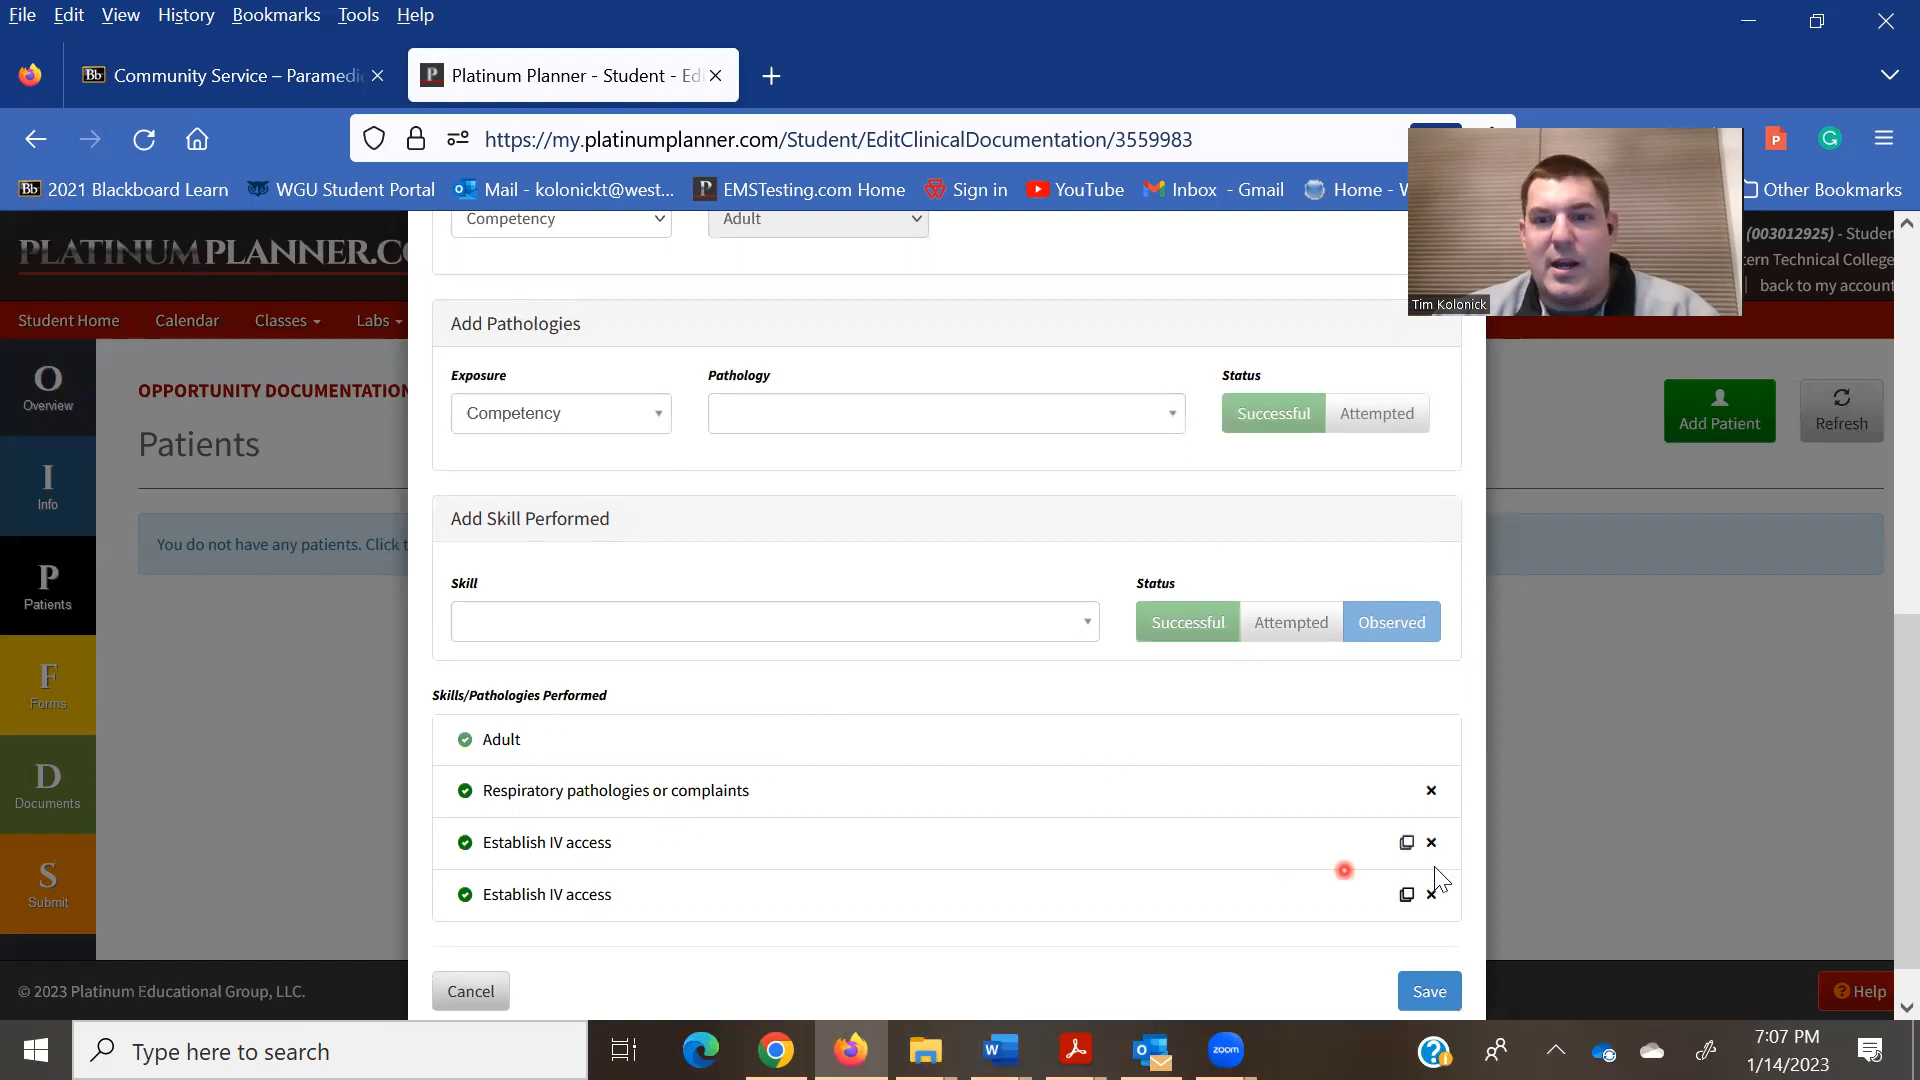 File Edit View History Bookmarks Tools Help
Community Service – Paramedi
Platinum Planner - Student - Edi
https://my.platinumplanner.com/Student/EditClinicalDocumentation/3559983
2021 Blackboard Learn WGU Student Portal Mail - kolonickt@west... EMSTesting.com Home Sign in YouTube Inbox - Gmail Home - W Other Bookmarks
PLATINUMPLANNER.CO
(003012925) - Studen
ern Technical College
back to my account
Tim Kolonick
Student Home Calendar Classes Labs
O
Overview
I
Info
P
Patients
F
Forms
D
Documents
S
Submit
OPPORTUNITY DOCUMENTATION
Patients
Add Patient
Refresh
You do not have any patients. Click t
Competency Adult
Add Pathologies
Exposure Pathology Status
Competency Successful Attempted
Add Skill Performed
Skill Status
Successful Attempted Observed
Skills/Pathologies Performed
Adult
Respiratory pathologies or complaints
Establish IV access
Establish IV access
Cancel Save
© 2023 Platinum Educational Group, LLC.
Help
Type here to search
zoom
7:07 PM
1/14/2023